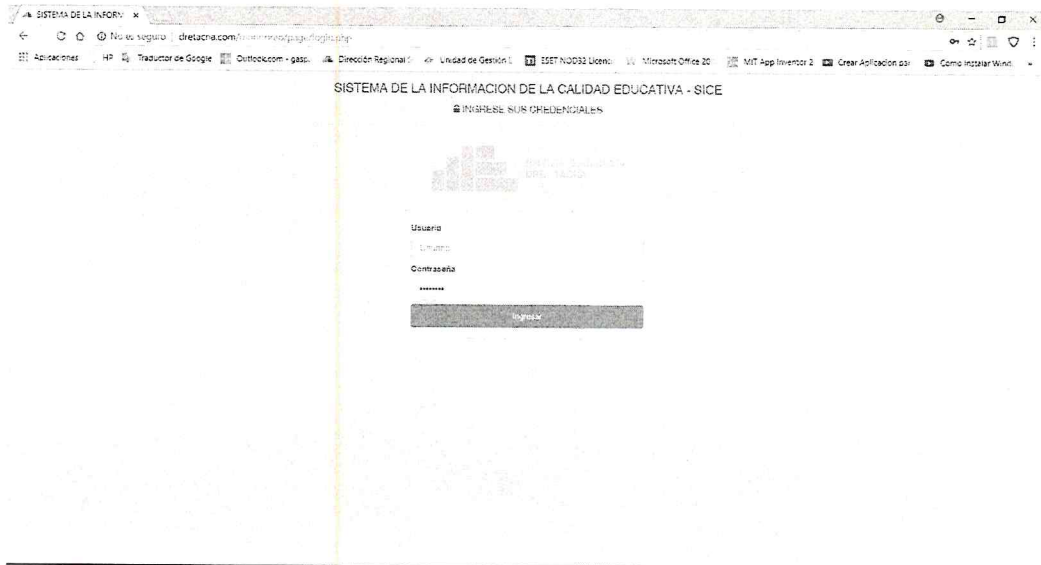 SISTEMA DE LA INFORM
No es seguro | dretacna.com
Aplicaciones HP Traductor de Google Outlook.com - gasp. Dirección Regional Unidad de Gestión L ESET NOD32 Licenc Microsoft Office 20 MIT App Inventor 2 Crear Aplicacion par Como Instalar Wind
SISTEMA DE LA INFORMACION DE LA CALIDAD EDUCATIVA - SICE
INGRESE SUS CREDENCIALES
Usuario
Usuario
Contraseña
••••••••
Ingresar